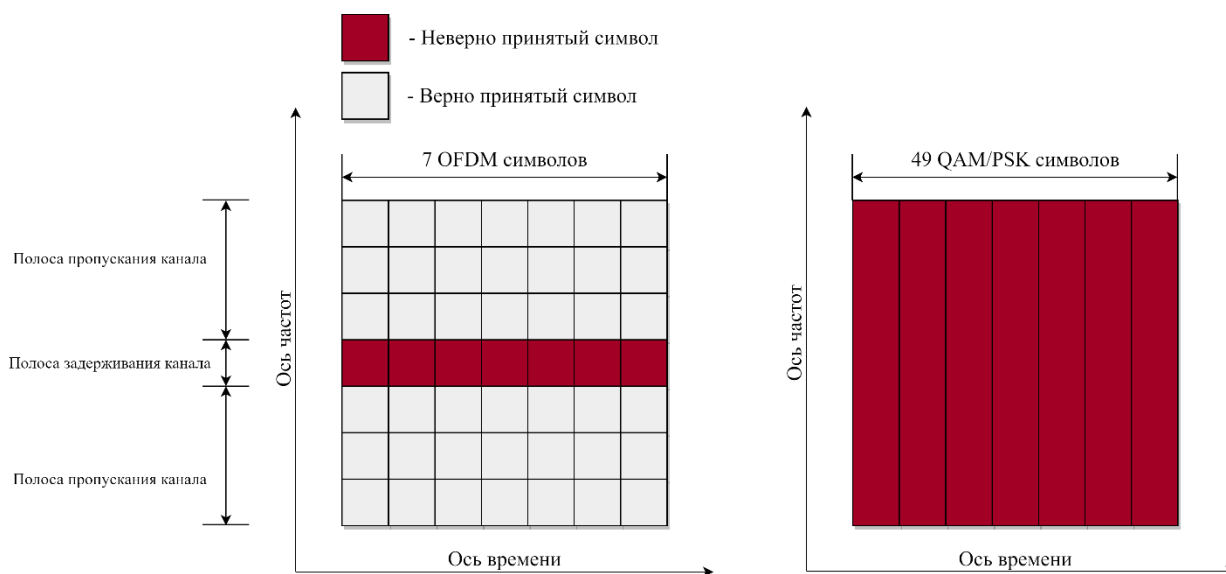 - Неверно принятый символ
- Верно принятый символ
7 OFDM символов
49 QAM/PSK символов
Полоса пропускания канала
Полоса задерживания канала
Полоса пропускания канала
Ось частот
Ось времени
Ось частот
Ось времени